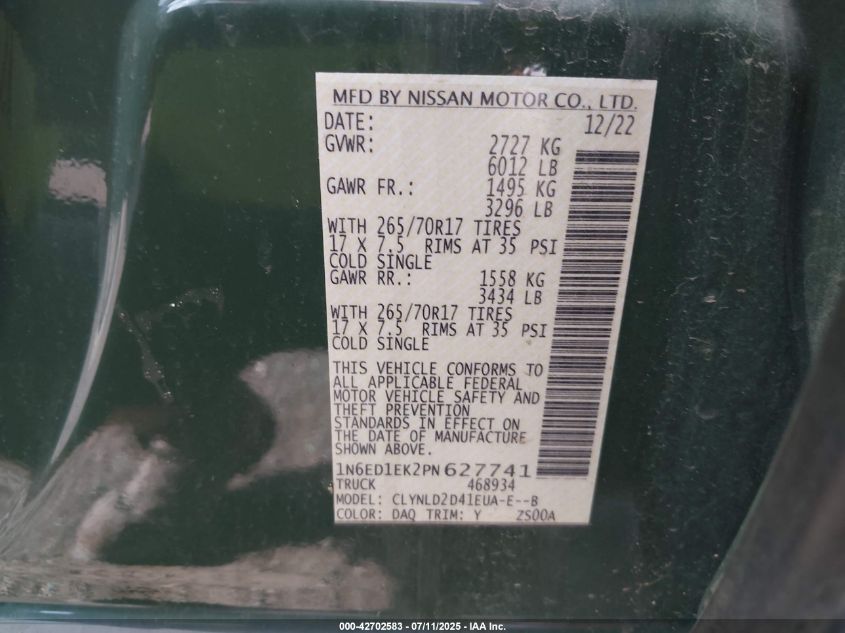 MFD BY NISSAN MOTOR CO., LTD.
DATE: 12/22
GVWR: 2727 KG
6012 LB
GAWR FR.: 1495 KG
3296 LB
WITH 265/70R17 TIRES
17 X 7.5 RIMS AT 35 PSI
COLD SINGLE
GAWR RR.: 1558 KG
3434 LB
WITH 265/70R17 TIRES
17 X 7.5 RIMS AT 35 PSI
COLD SINGLE
THIS VEHICLE CONFORMS TO
ALL APPLICABLE FEDERAL
MOTOR VEHICLE SAFETY AND
THEFT PREVENTION
STANDARDS IN EFFECT ON
THE DATE OF MANUFACTURE
SHOWN ABOVE.
1N6ED1EK2PN627741
TRUCK 468934
MODEL: CLYNLD2D41EUA-E--B
COLOR: DAQ TRIM: Y ZS00A
000-42702583 - 07/11/2025 - IAA Inc.